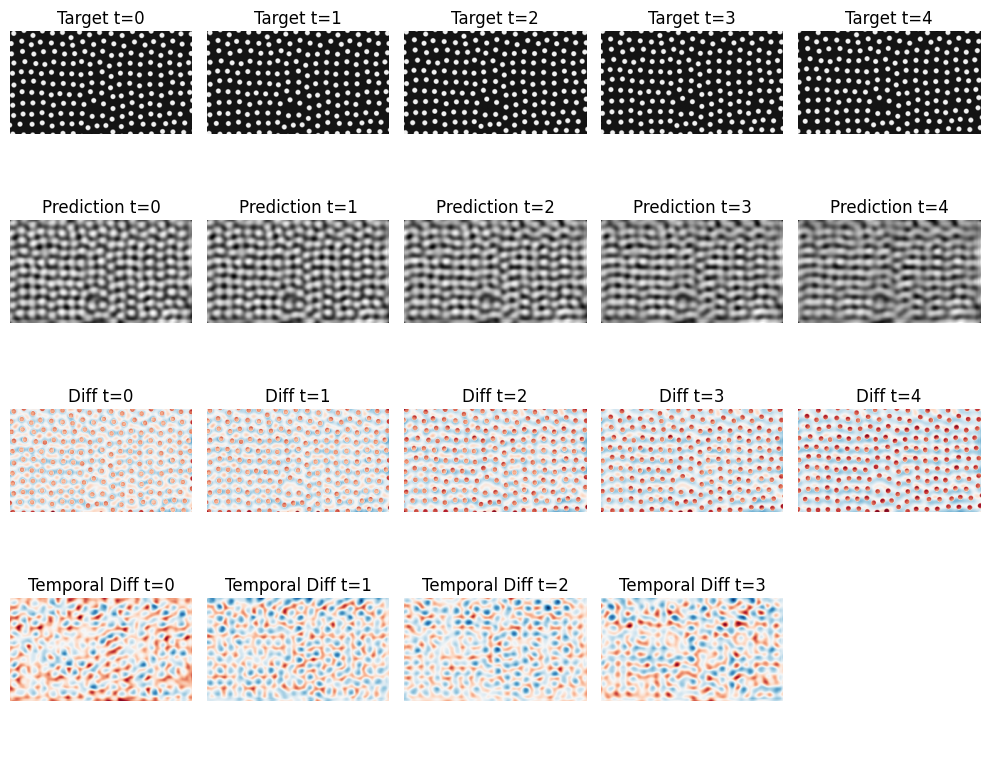 Target t=0 Target t=1 Target t=2 Target t=3 Target t=4
Prediction t=0 Prediction t=1 Prediction t=2 Prediction t=3 Prediction t=4
Diff t=0 Diff t=1 Diff t=2 Diff t=3 Diff t=4
Temporal Diff t=0 Temporal Diff t=1 Temporal Diff t=2 Temporal Diff t=3